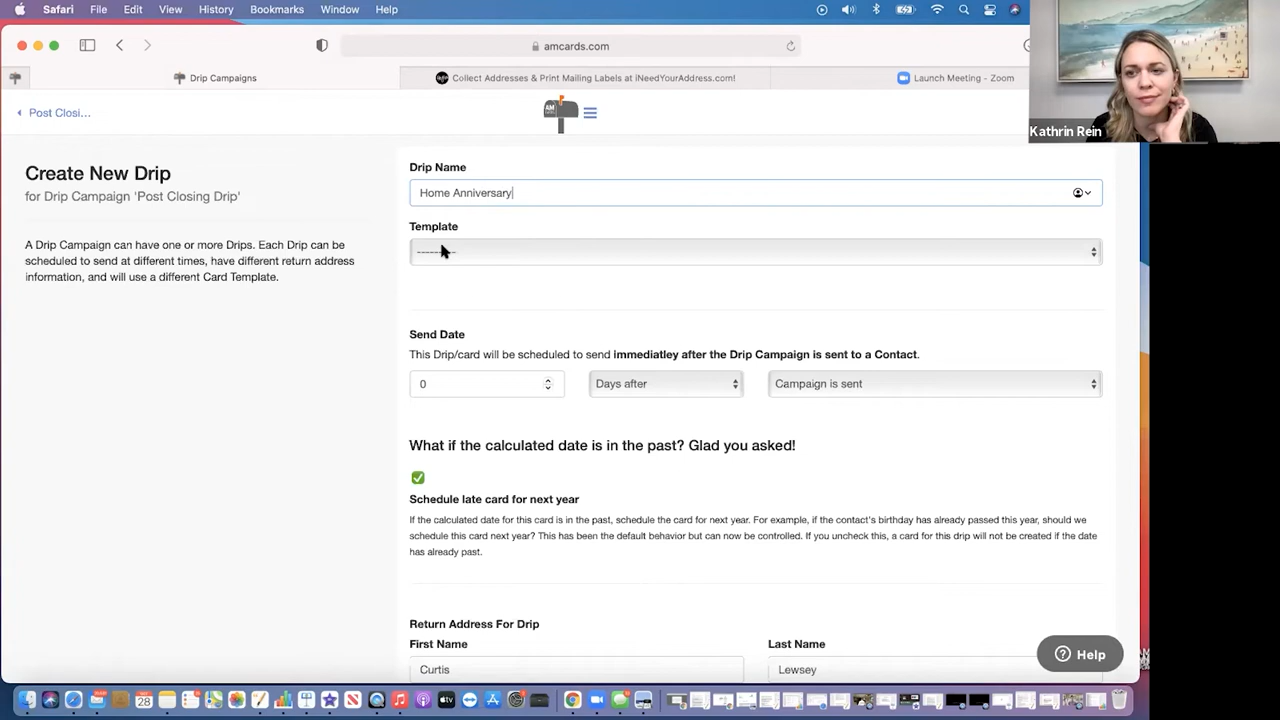 Safari File Edit View History Bookmarks Window Help
amcards.com
Drip Campaigns
Collect Addresses & Print Mailing Labels at iNeedYourAddress.com!
Launch Meeting - Zoom
Kathrin Rein
Post Closi...
AM
Create New Drip
for Drip Campaign 'Post Closing Drip'
A Drip Campaign can have one or more Drips. Each Drip can be
scheduled to send at different times, have different return address
information, and will use a different Card Template.
Drip Name
Home Anniversary
Template
Send Date
This Drip/card will be scheduled to send immediatley after the Drip Campaign is sent to a Contact.
0 Days after Campaign is sent
What if the calculated date is in the past? Glad you asked!
Schedule late card for next year
If the calculated date for this card is in the past, schedule the card for next year. For example, if the contact's birthday has already passed this year, should we
schedule this card next year? This has been the default behavior but can now be controlled. If you uncheck this, a card for this drip will not be created if the date
has already past.
Return Address For Drip
First Name Last Name
Curtis Lewsey
Help
28